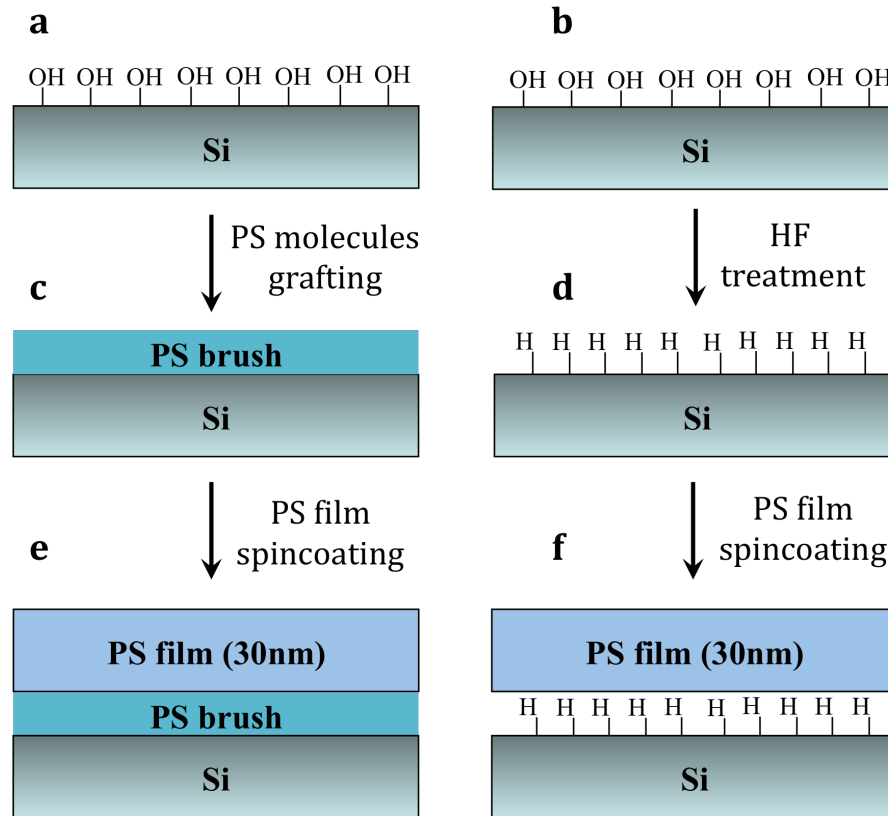 a
b
OH OH OH OH OH OH OH OH
OH OH OH OH OH OH OH OH
Si
Si
PS molecules
grafting
HF
treatment
c
d
PS brush
H H H H H H H H H H
Si
Si
PS film
spincoating
PS film
spincoating
e
f
PS film (30nm)
PS film (30nm)
PS brush
H H H H H H H H H H
Si
Si